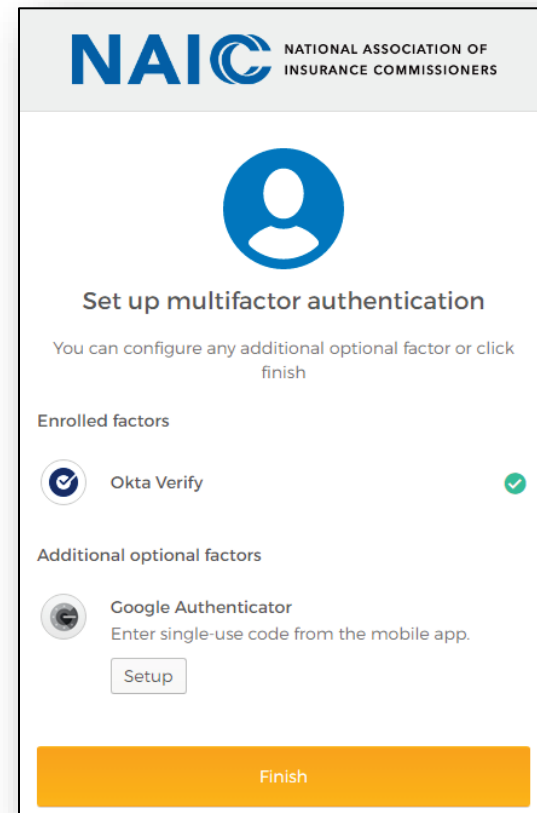 NAIC
NATIONAL ASSOCIATION OF
INSURANCE COMMISSIONERS
Set up multifactor authentication
You can configure any additional optional factor or click
finish
Enrolled factors
Okta Verify
Additional optional factors
Google Authenticator
Enter single-use code from the mobile app.
Setup
Finish